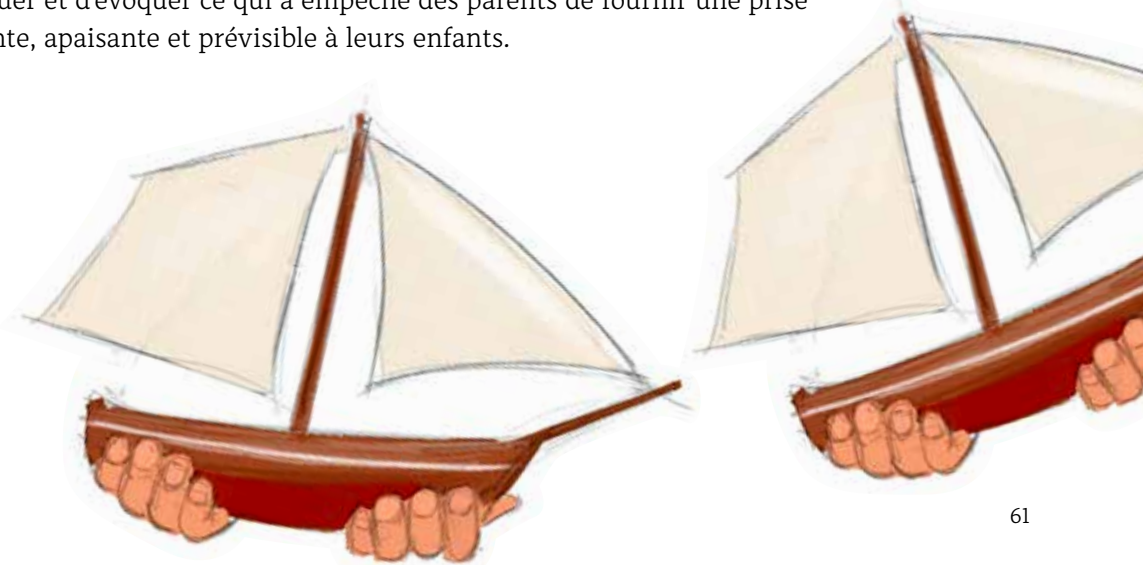 et d'évoquer ce qui a empêché des parents de fournir une prise
apaisante et prévisible à leurs enfants.
61